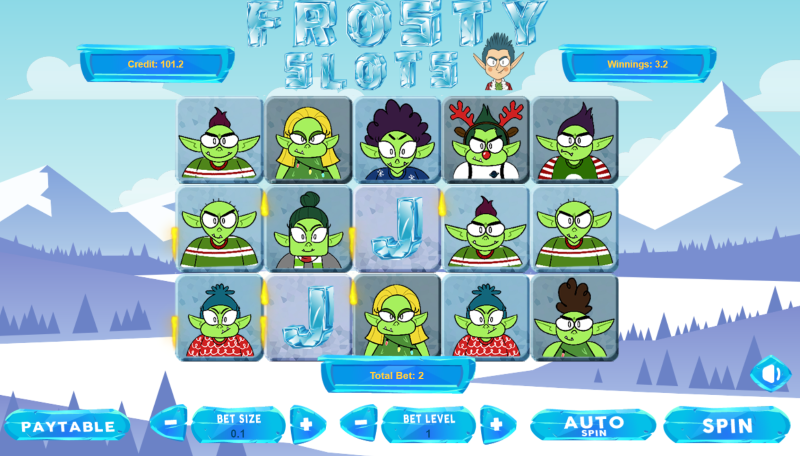 FROSTY
SLOTS
Credit: 101.2
Winnings: 3.2
J
J
Total Bet: 2
PAYTABLE
BET SIZE
0.1
BET LEVEL
1
AUTO
SPIN
SPIN